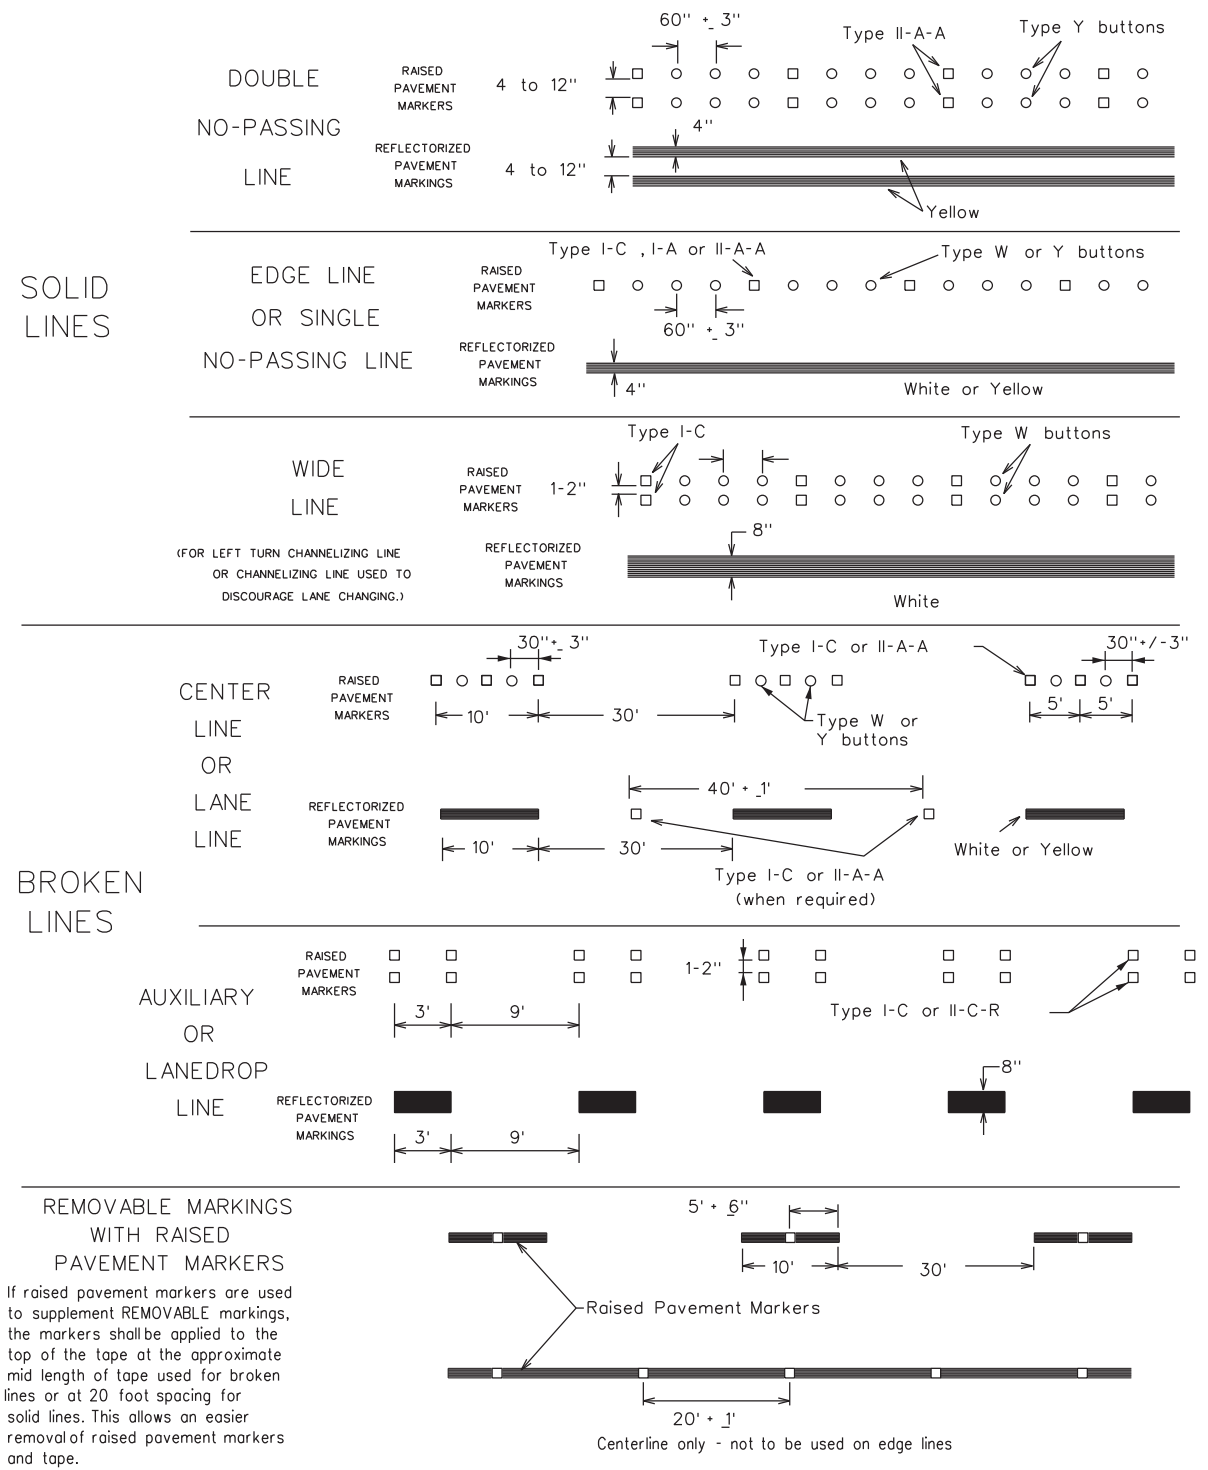 SOLID
LINES
DOUBLE
NO-PASSING
LINE
RAISED
PAVEMENT
MARKERS
4 to 12"
60" +_ 3"
Type II-A-A
Type Y buttons
REFLECTORIZED
PAVEMENT
MARKINGS
4 to 12"
4"
Yellow
EDGE LINE
OR SINGLE
NO-PASSING LINE
RAISED
PAVEMENT
MARKERS
Type I-C , I-A or II-A-A
Type W or Y buttons
60" +_ 3"
REFLECTORIZED
PAVEMENT
MARKINGS
4"
White or Yellow
WIDE
LINE
(FOR LEFT TURN CHANNELIZING LINE
OR CHANNELIZING LINE USED TO
DISCOURAGE LANE CHANGING.)
RAISED
PAVEMENT
MARKERS
1-2"
Type I-C
Type W buttons
REFLECTORIZED
PAVEMENT
MARKINGS
8"
White
BROKEN
LINES
CENTER
LINE
OR
LANE
LINE
RAISED
PAVEMENT
MARKERS
30"+_ 3"
10'
30'
Type I-C or II-A-A
Type W or
Y buttons
30"+/-3"
5'
5'
REFLECTORIZED
PAVEMENT
MARKINGS
40' + _1'
10'
30'
Type I-C or II-A-A
(when required)
White or Yellow
AUXILIARY
OR
LANEDROP
LINE
RAISED
PAVEMENT
MARKERS
3'
9'
1-2"
Type I-C or II-C-R
REFLECTORIZED
PAVEMENT
MARKINGS
3'
9'
8"
REMOVABLE MARKINGS
WITH RAISED
PAVEMENT MARKERS
If raised pavement markers are used
to supplement REMOVABLE markings,
the markers shall be applied to the
top of the tape at the approximate
mid length of tape used for broken
lines or at 20 foot spacing for
solid lines. This allows an easier
removal of raised pavement markers
and tape.
5' + _6"
10'
30'
Raised Pavement Markers
20' + _1'
Centerline only - not to be used on edge lines